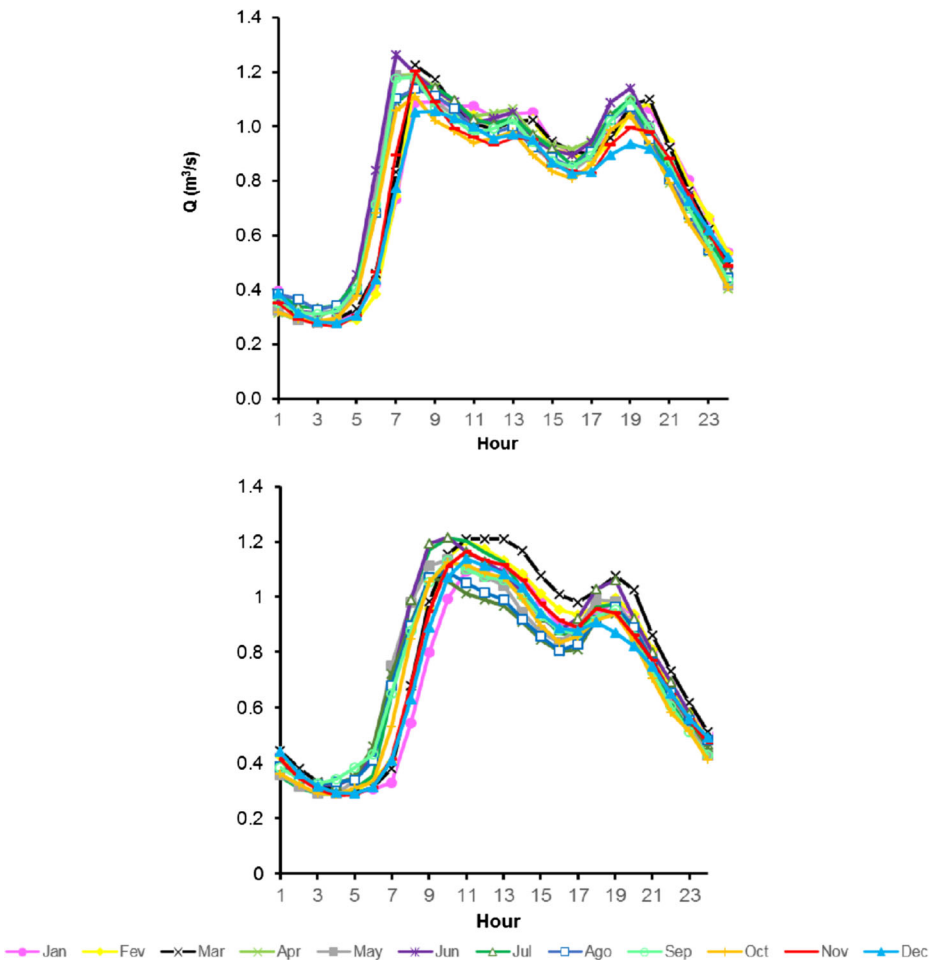 1.4
1.2
1.0
0.8
0.6
0.4
0.2
0.0
Q (m³/s)
1 3 5 7 9 11 13 15 17 19 21 23
Hour
1.4
1.2
1
0.8
0.6
0.4
0.2
0
1 3 5 7 9 11 13 15 17 19 21 23
Hour
Jan Fev Mar Apr May Jun Jul Ago Sep Oct Nov Dec